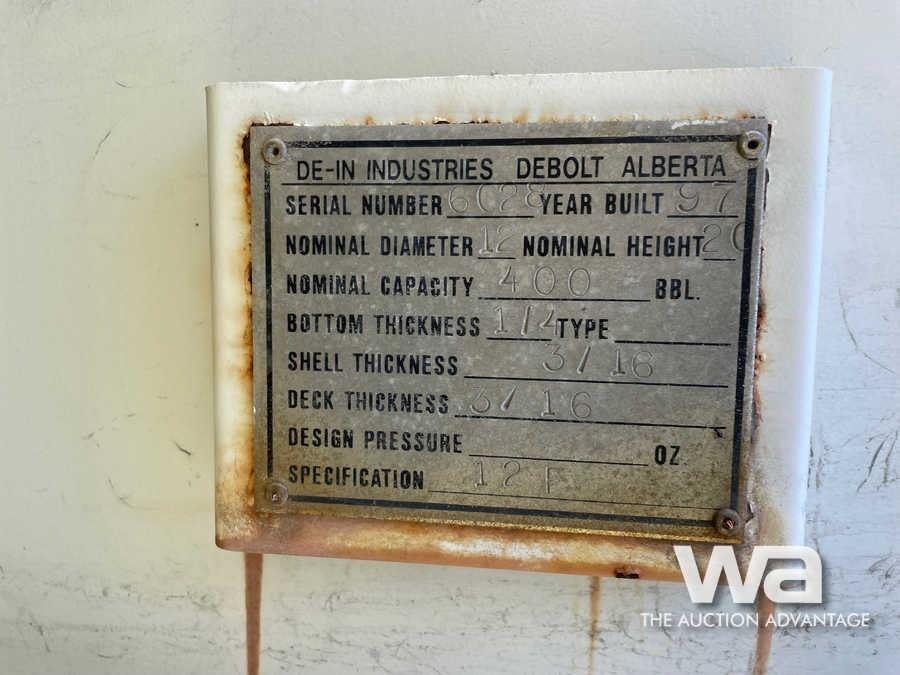 DE-IN INDUSTRIES DEBOLT ALBERTA
SERIAL NUMBER 6028 YEAR BUILT 97
NOMINAL DIAMETER 12 NOMINAL HEIGHT 20
NOMINAL CAPACITY 400 BBL.
BOTTOM THICKNESS 1/4 TYPE
SHELL THICKNESS 3/16
DECK THICKNESS 3/16
DESIGN PRESSURE OZ.
SPECIFICATION 12 F
wa
THE AUCTION ADVANTAGE